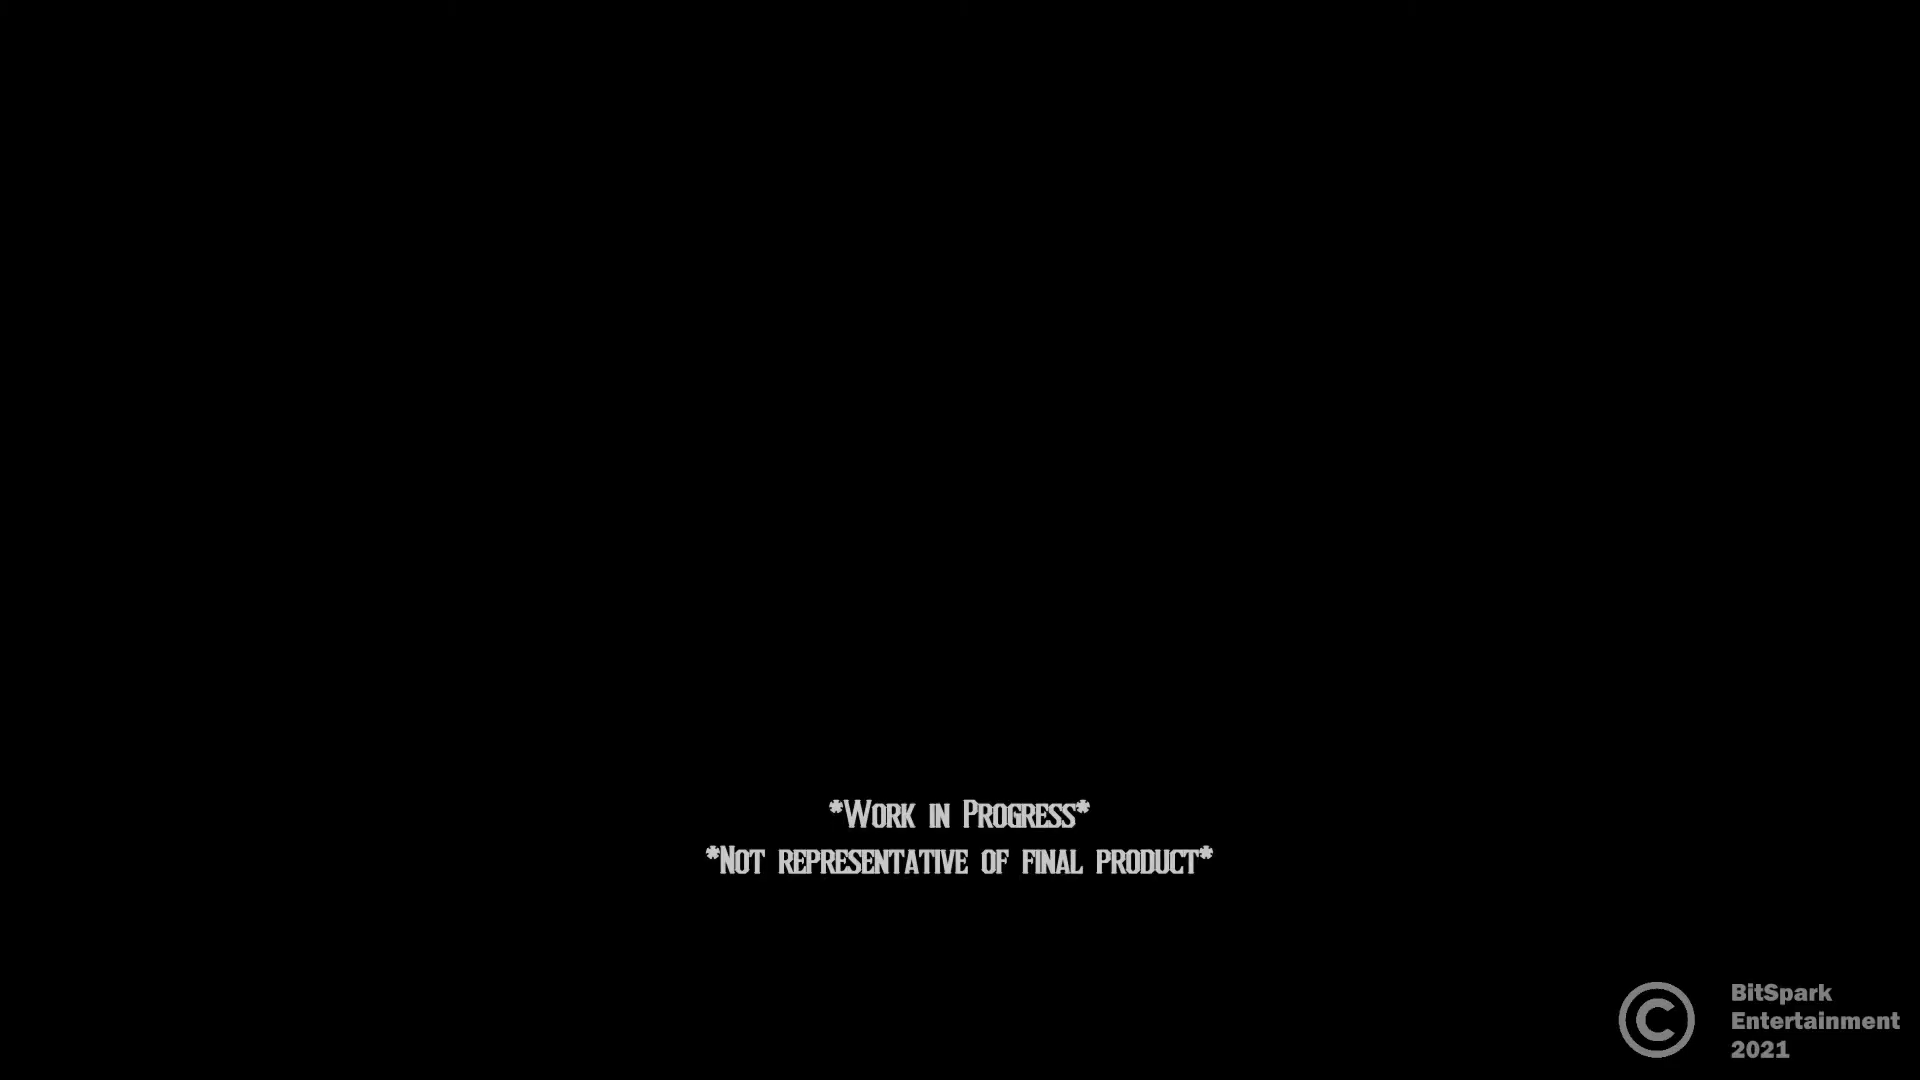 *Work in Progress*
*Not representative of final product*
© BitSpark
Entertainment
2021